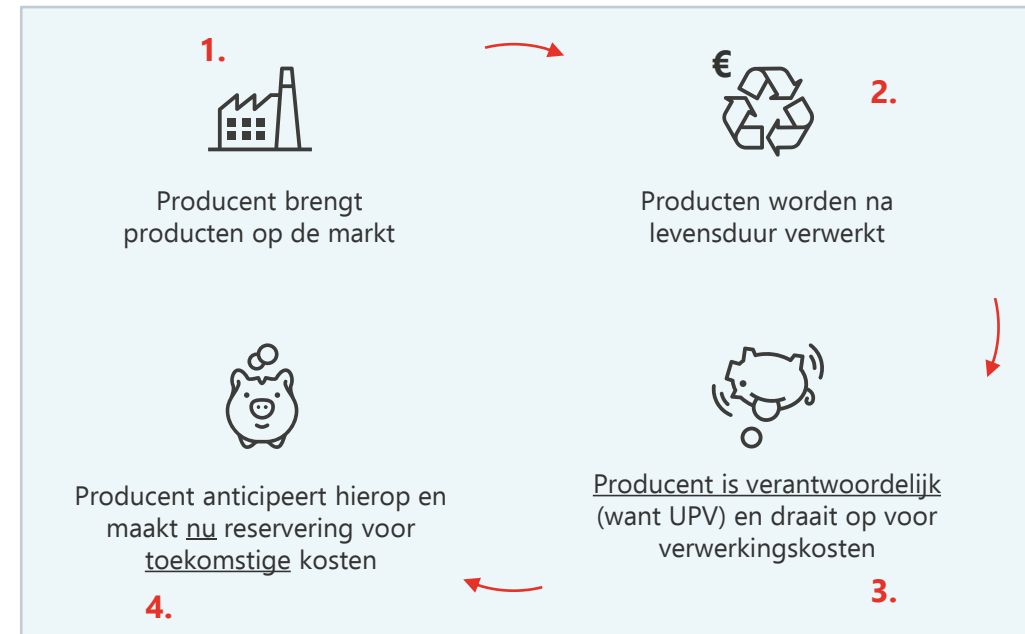 1.
Producent brengt
producten op de markt
€
2.
Producten worden na
levensduur verwerkt
Producent is verantwoordelijk
(want UPV) en draait op voor
verwerkingskosten
3.
Producent anticipeert hierop en
maakt nu reservering voor
toekomstige kosten
4.